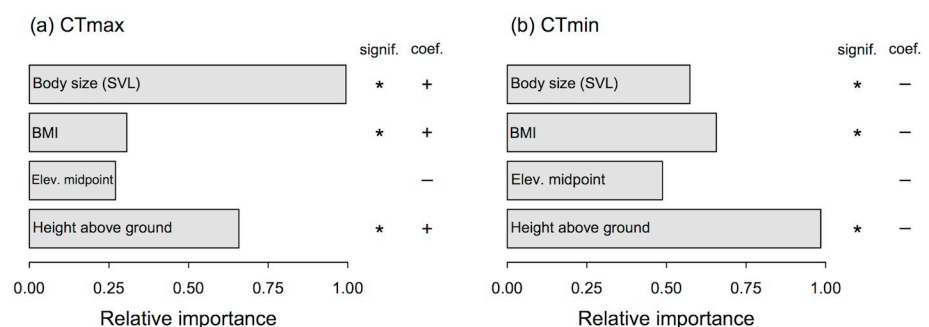 (a) CTmax
signif. coef.
Body size (SVL) * +
BMI * +
Elev. midpoint −
Height above ground * +
0.00 0.25 0.50 0.75 1.00
Relative importance
(b) CTmin
signif. coef.
Body size (SVL) * −
BMI * −
Elev. midpoint −
Height above ground * −
0.00 0.25 0.50 0.75 1.00
Relative importance